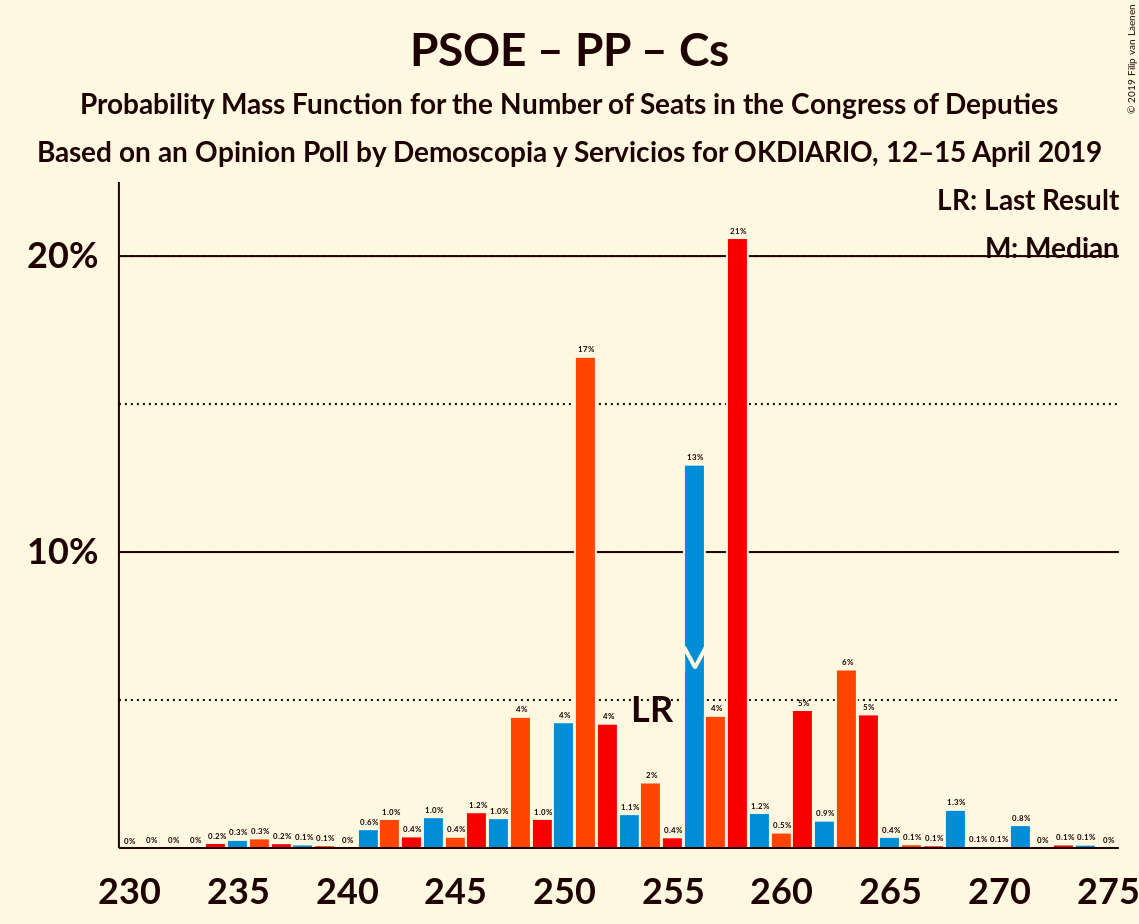 PSOE – PP – Cs
Probability Mass Function for the Number of Seats in the Congress of Deputies
Based on an Opinion Poll by Demoscopia y Servicios for OKDIARIO, 12–15 April 2019
© 2019 Filip van Laenen
LR: Last Result
M: Median
20%
10%
0% 0% 0% 0% 0.2% 0.3% 0.3% 0.2% 0.1% 0.1% 0% 0.6% 1.0% 0.4% 1.0% 0.4% 1.2% 1.0% 4% 1.0% 4% 17% 4% 1.1% 2% 0.4% 13% 4% 21% 1.2% 0.5% 5% 0.9% 6% 5% 0.4% 0.1% 0.1% 1.3% 0.1% 0.1% 0.8% 0% 0.1% 0.1% 0%
LR
230 235 240 245 250 255 260 265 270 275